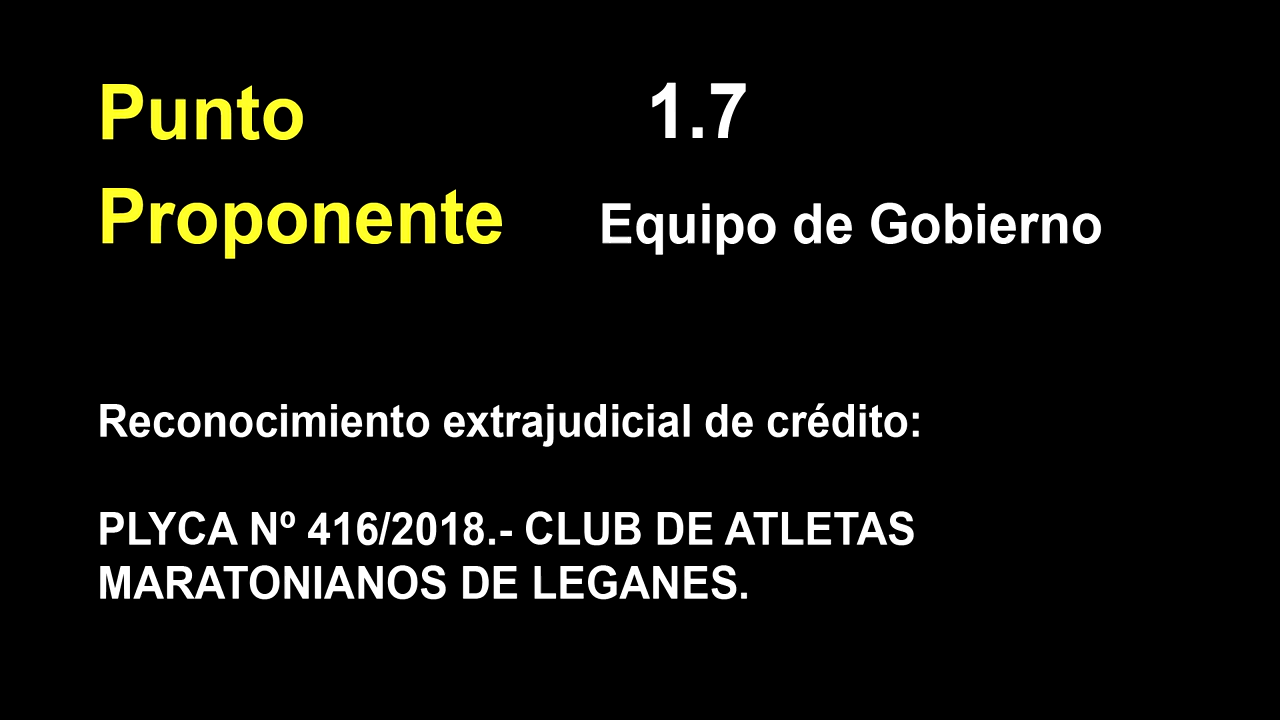 Punto 1.7
Proponente Equipo de Gobierno
Reconocimiento extrajudicial de crédito:
PLYCA Nº 416/2018.- CLUB DE ATLETAS
MARATONIANOS DE LEGANES.